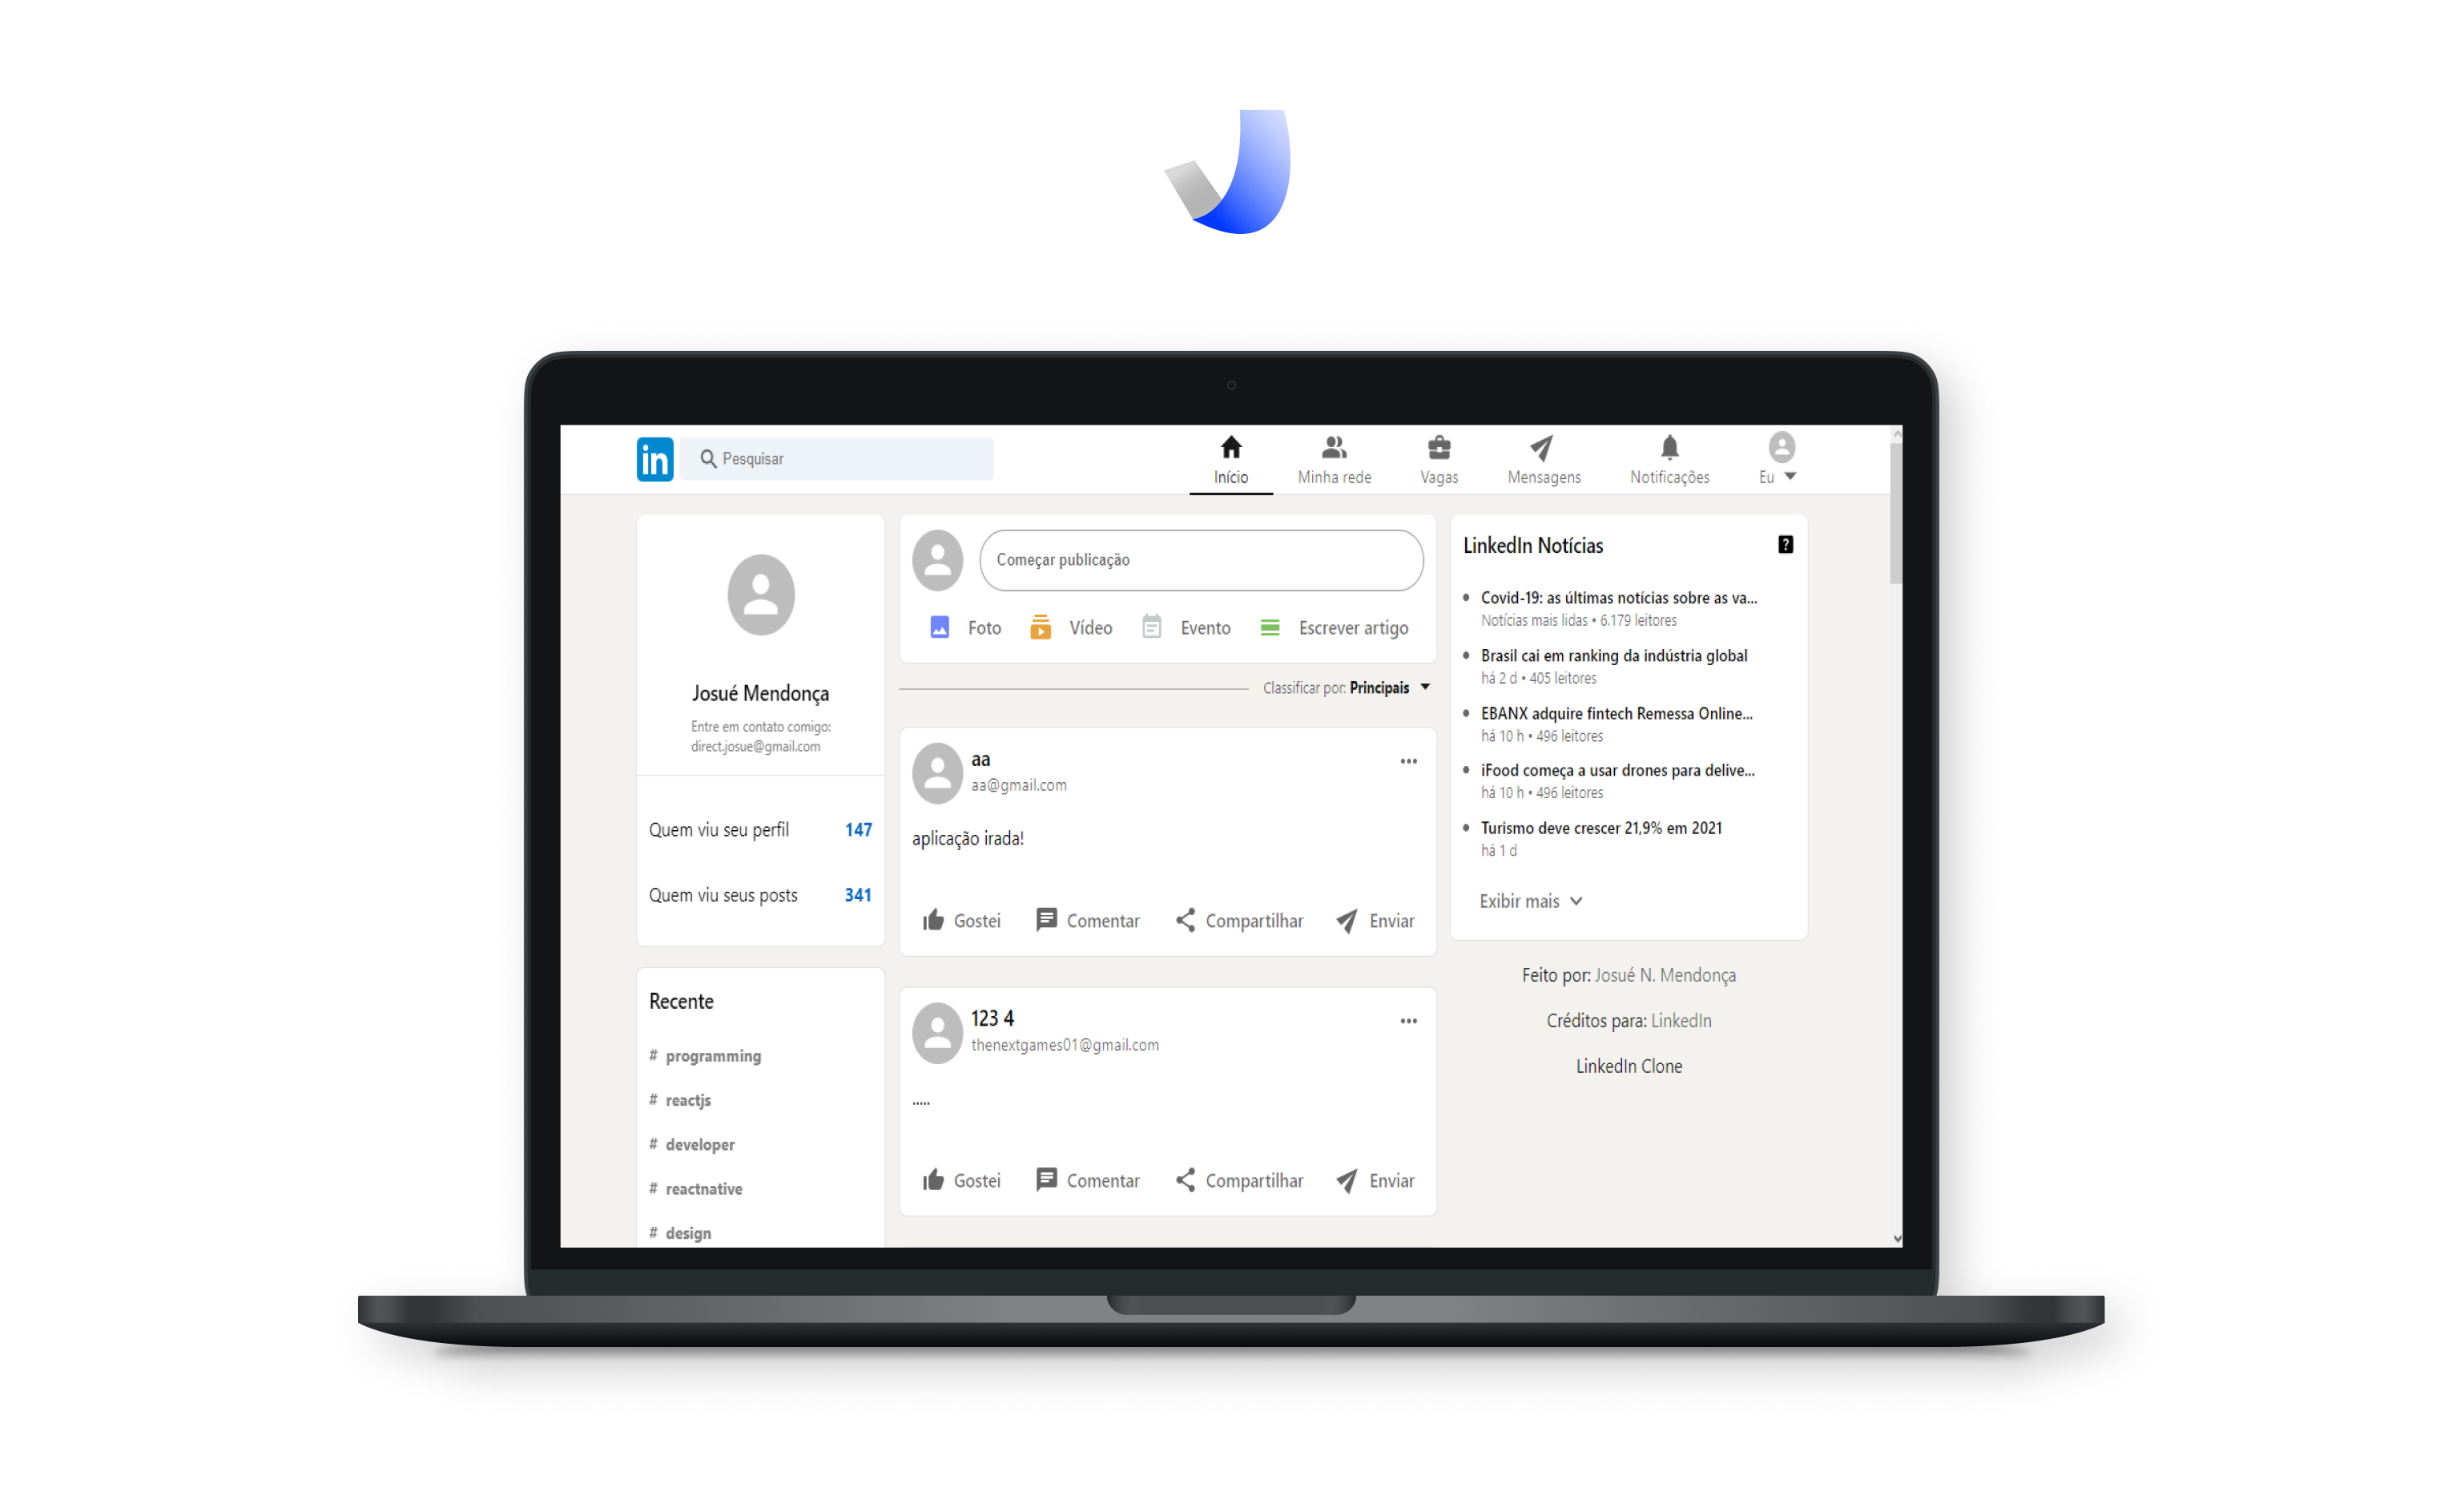 in
Pesquisar
Início
Minha rede
Vagas
Mensagens
Notificações
Eu
Josué Mendonça
Entre em contato comigo:
direct.josue@gmail.com
Quem viu seu perfil 147
Quem viu seus posts 341
Recente
# programming
# reactjs
# developer
# reactnative
# design
Começar publicação
Foto
Vídeo
Evento
Escrever artigo
Classificar por: Principais
aa
aa@gmail.com
aplicação irada!
Gostei
Comentar
Compartilhar
Enviar
123 4
thenextgames01@gmail.com
.....
Gostei
Comentar
Compartilhar
Enviar
LinkedIn Notícias
?
Covid-19: as últimas notícias sobre as va...
Notícias mais lidas • 6.179 leitores
Brasil cai em ranking da indústria global
há 2 d • 405 leitores
EBANX adquire fintech Remessa Online...
há 10 h • 496 leitores
iFood começa a usar drones para delive...
há 10 h • 496 leitores
Turismo deve crescer 21,9% em 2021
há 1 d
Exibir mais
Feito por: Josué N. Mendonça
Créditos para: LinkedIn
LinkedIn Clone